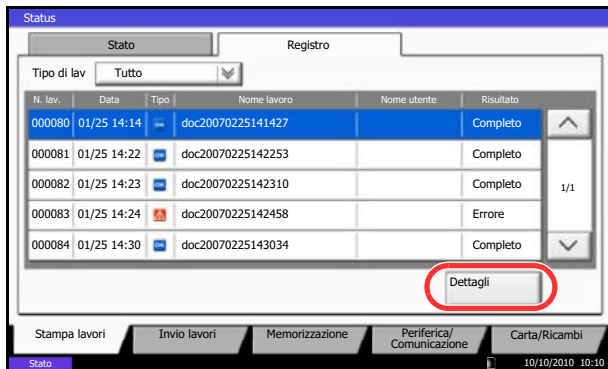 Status
Stato Registro
Tipo di lav Tutto
N. lav. Data Tipo Nome lavoro Nome utente Risultato
000080 01/25 14:14 doc20070225141427 Completo
000081 01/25 14:22 doc20070225142253 Completo
000082 01/25 14:23 doc20070225142310 Completo
1/1
000083 01/25 14:24 doc20070225142458 Errore
000084 01/25 14:30 doc20070225143034 Completo
Dettagli
Stampa lavori Invio lavori Memorizzazione Periferica/
Comunicazione Carta/Ricambi
Stato 10/10/2010 10:10